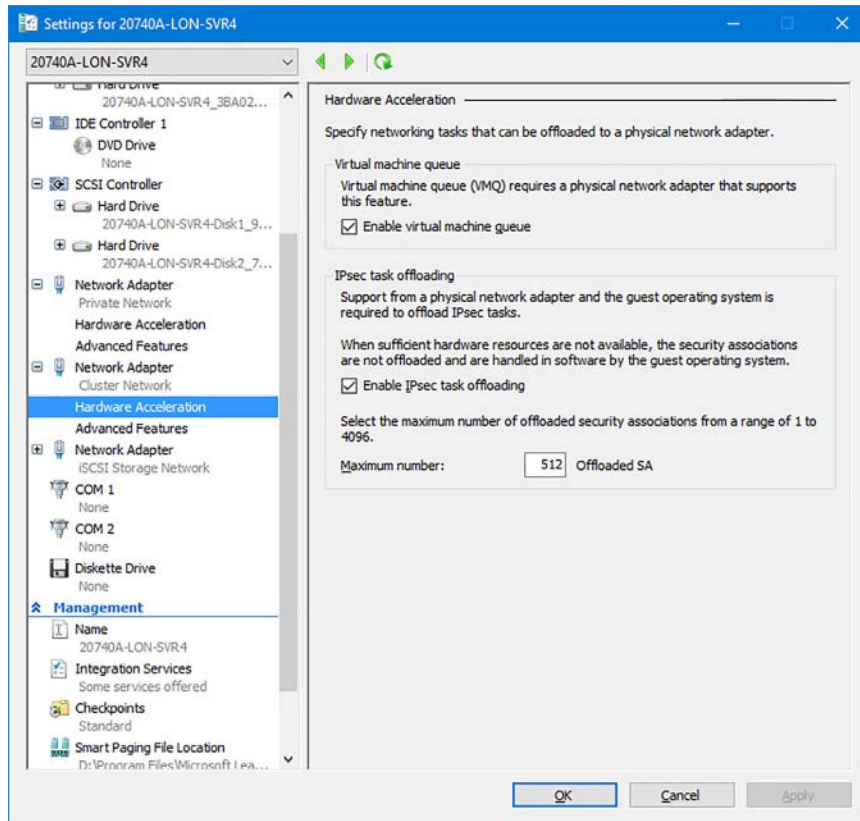 Settings for 20740A-LON-SVR4
20740A-LON-SVR4
Hard Drive
20740A-LON-SVR4_3BA02...
IDE Controller 1
DVD Drive
None
SCSI Controller
Hard Drive
20740A-LON-SVR4-Disk1_9...
Hard Drive
20740A-LON-SVR4-Disk2_7...
Network Adapter
Private Network
Hardware Acceleration
Advanced Features
Network Adapter
Cluster Network
Hardware Acceleration
Advanced Features
Network Adapter
iSCSI Storage Network
COM 1
None
COM 2
None
Diskette Drive
None
Management
Name
20740A-LON-SVR4
Integration Services
Some services offered
Checkpoints
Standard
Smart Paging File Location
D:\Program Files\Microsoft Lea...
Hardware Acceleration
Specify networking tasks that can be offloaded to a physical network adapter.
Virtual machine queue
Virtual machine queue (VMQ) requires a physical network adapter that supports
this feature.
Enable virtual machine queue
IPsec task offloading
Support from a physical network adapter and the guest operating system is
required to offload IPsec tasks.
When sufficient hardware resources are not available, the security associations
are not offloaded and are handled in software by the guest operating system.
Enable IPsec task offloading
Select the maximum number of offloaded security associations from a range of 1 to
4096.
Maximum number: 512 Offloaded SA
OK Cancel Apply